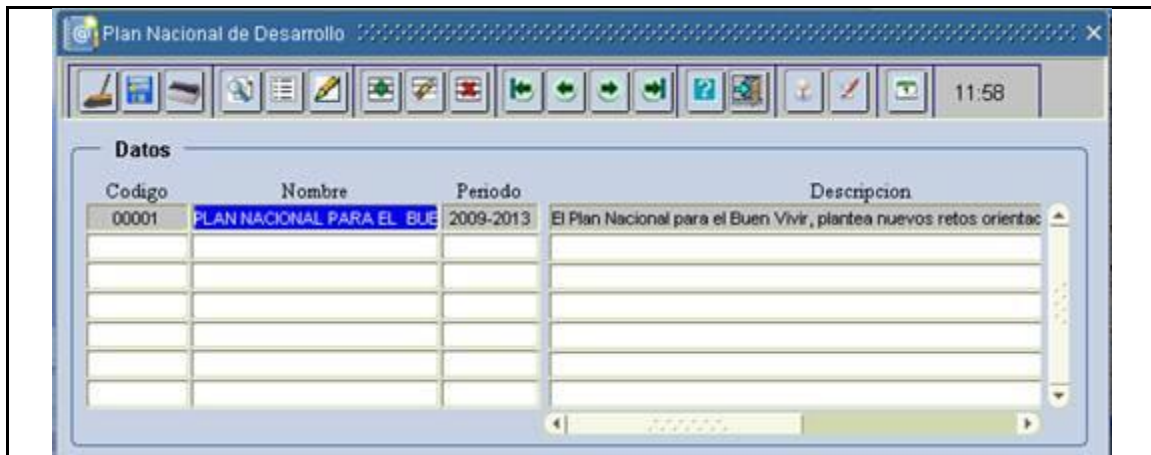 Plan Nacional de Desarrollo
11:58
Datos
Codigo Nombre Periodo Descripcion
00001 PLAN NACIONAL PARA EL BUE 2009-2013 El Plan Nacional para el Buen Vivir, plantea nuevos retos orientac